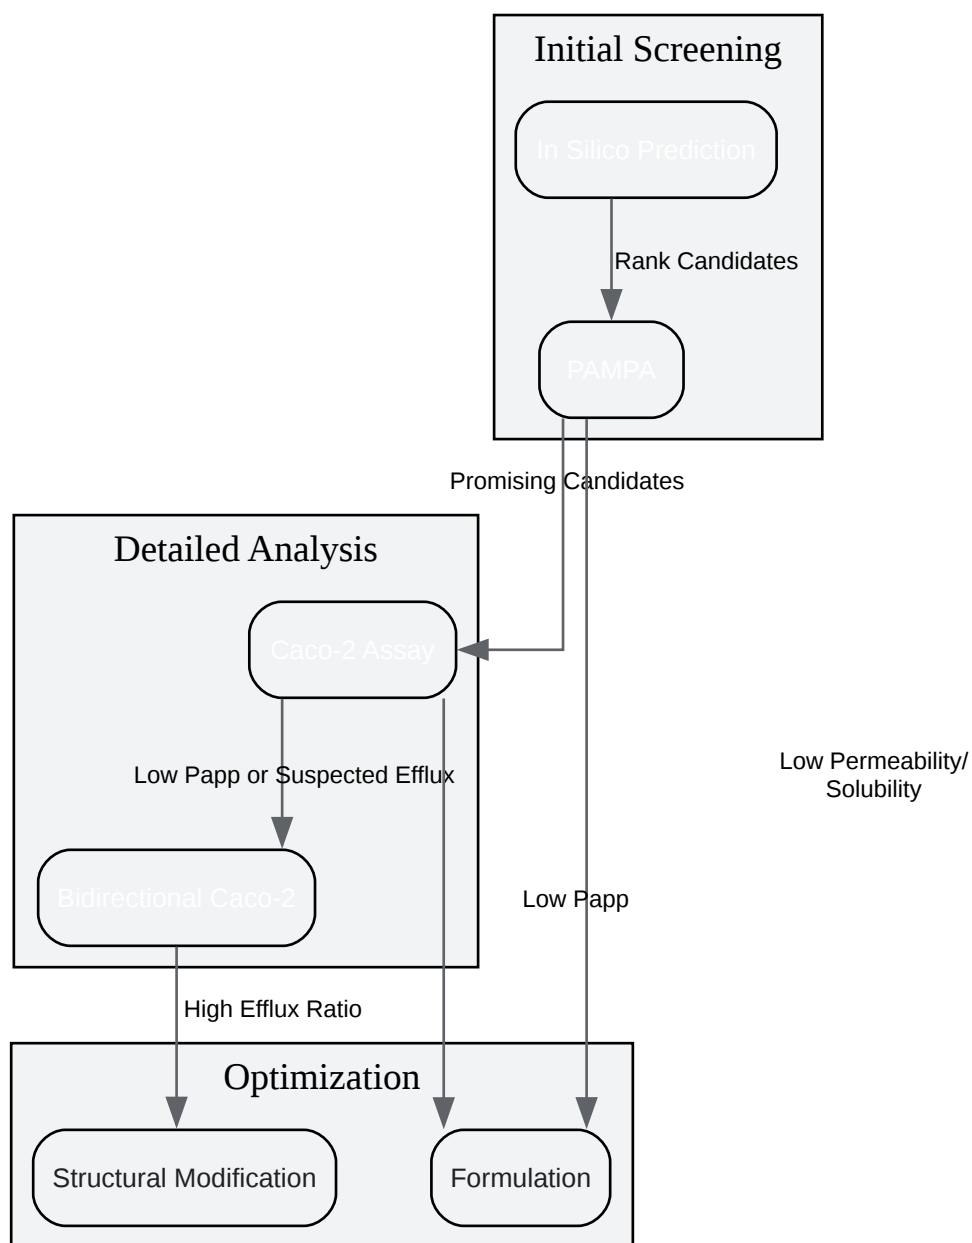 Initial Screening
In Silico Prediction
Rank Candidates
PAMPA
Promising Candidates
Detailed Analysis
Caco-2 Assay
Low Papp or Suspected Efflux
Low Permeability/
Solubility
Bidirectional Caco-2
Low Papp
High Efflux Ratio
Optimization
Structural Modification
Formulation